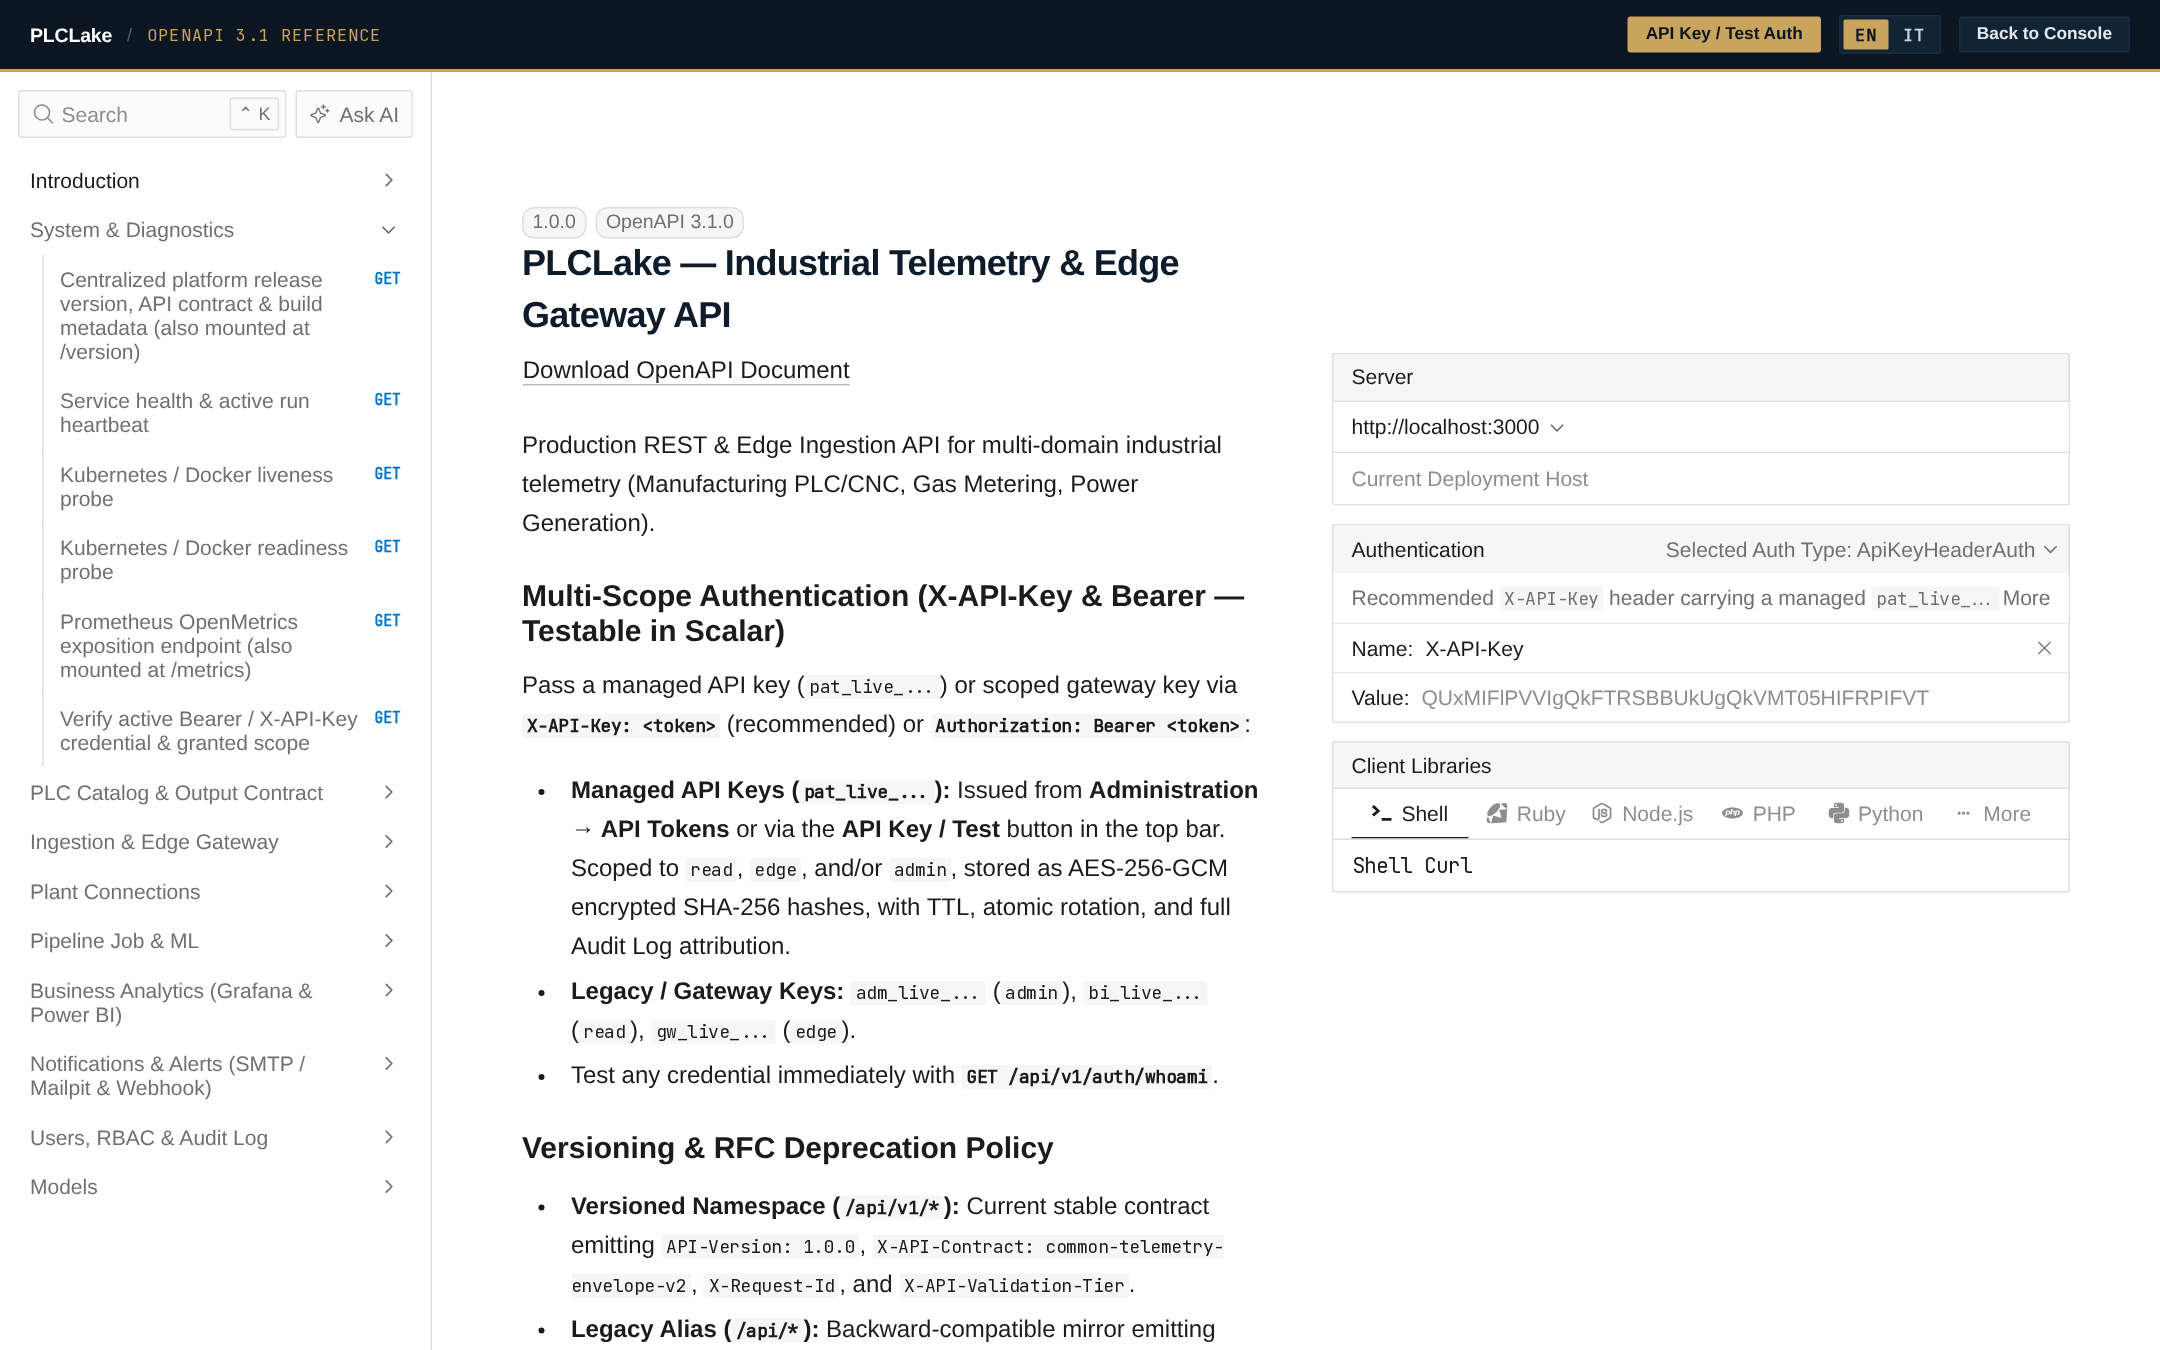 PLCLake / OPENAPI 3.1 REFERENCE
API Key / Test Auth
EN IT
Back to Console
Search
⌃ K
Ask AI
Introduction
System & Diagnostics
Centralized platform release GET
version, API contract & build
metadata (also mounted at
/version)
Service health & active run GET
heartbeat
Kubernetes / Docker liveness GET
probe
Kubernetes / Docker readiness GET
probe
Prometheus OpenMetrics GET
exposition endpoint (also
mounted at /metrics)
Verify active Bearer / X-API-Key GET
credential & granted scope
PLC Catalog & Output Contract
Ingestion & Edge Gateway
Plant Connections
Pipeline Job & ML
Business Analytics (Grafana &
Power BI)
Notifications & Alerts (SMTP /
Mailpit & Webhook)
Users, RBAC & Audit Log
Models
1.0.0 OpenAPI 3.1.0
PLCLake — Industrial Telemetry & Edge
Gateway API
Download OpenAPI Document
Production REST & Edge Ingestion API for multi-domain industrial
telemetry (Manufacturing PLC/CNC, Gas Metering, Power
Generation).
Multi-Scope Authentication (X-API-Key & Bearer —
Testable in Scalar)
Pass a managed API key (pat_live_...) or scoped gateway key via
X-API-Key: <token> (recommended) or Authorization: Bearer <token>:
• Managed API Keys (pat_live_...): Issued from Administration
→ API Tokens or via the API Key / Test button in the top bar.
Scoped to read, edge, and/or admin, stored as AES-256-GCM
encrypted SHA-256 hashes, with TTL, atomic rotation, and full
Audit Log attribution.
• Legacy / Gateway Keys: adm_live_... (admin), bi_live_...
(read), gw_live_... (edge).
• Test any credential immediately with GET /api/v1/auth/whoami.
Versioning & RFC Deprecation Policy
• Versioned Namespace (/api/v1/*): Current stable contract
emitting API-Version: 1.0.0, X-API-Contract: common-telemetry-
envelope-v2, X-Request-Id, and X-API-Validation-Tier.
• Legacy Alias (/api/*): Backward-compatible mirror emitting
Server
http://localhost:3000
Current Deployment Host
Authentication Selected Auth Type: ApiKeyHeaderAuth
Recommended X-API-Key header carrying a managed pat_live_... More
Name: X-API-Key
Value: QUxMIFlPVVIgQkFTRSBBUkUgQkVMT05HIFRPIFVT
Client Libraries
Shell Ruby Node.js PHP Python More
Shell Curl